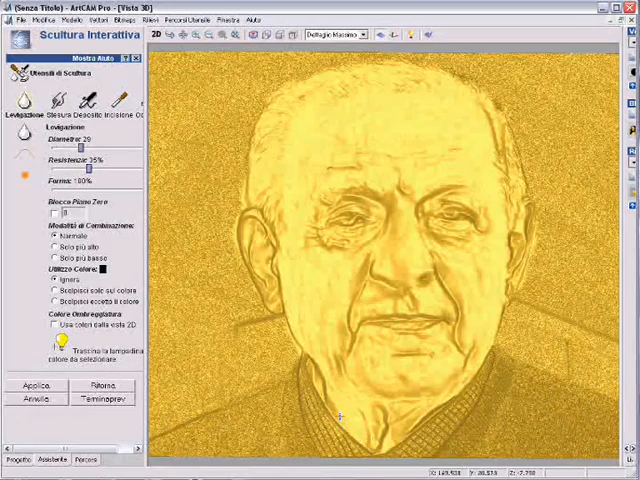 (Senza Titolo) - ArtCAM Pro - [Vista 3D]
File Modifica Modello Vettori Bitmaps Rilievi Percorsi Utensile Finestra Aiuto
Scultura Interattiva
2D Dettaglio Massimo
Mostra Aiuto
Utensili di Scultura
Levigazione Stesura Deposito Incisione
Levigazione
Diametro: 29
Resistenza: 35%
Forma: 100%
Blocco Piano Zero
0
Modalità di Combinazione:
Normale
Solo più alto
Solo più basso
Utilizzo Colore:
Ignora
Scolpisci solo sul colore
Scolpisci eccetto il colore
Colore Ombreggiatura
Usa colori dalla vista 2D
Trascina la lampadina
colore da selezionare.
Applica Ritorna
Annulla Terminaprev
Progetto Assistente Percorsi